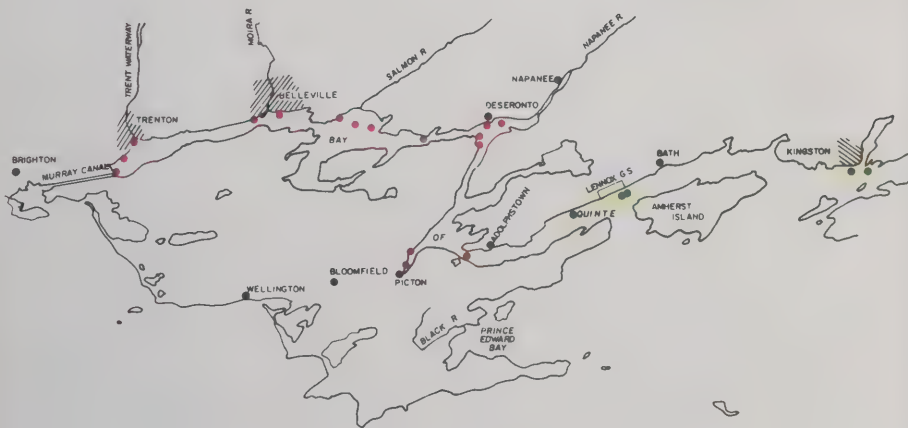 TRENT WATERWAY
MOIRA R
SALMON R
NAPANEE R
NAPANEE
BELLEVILLE
DESERONTO
TRENTON
BAY
BATH
KINGSTON
BRIGHTON
MURRAY CANAL
LENNOX G S
ADOLPHSTOWN
AMHERST
ISLAND
QUINTE
OF
BLOOMFIELD
PICTON
WELLINGTON
BLACK R
PRINCE
EDWARD
BAY